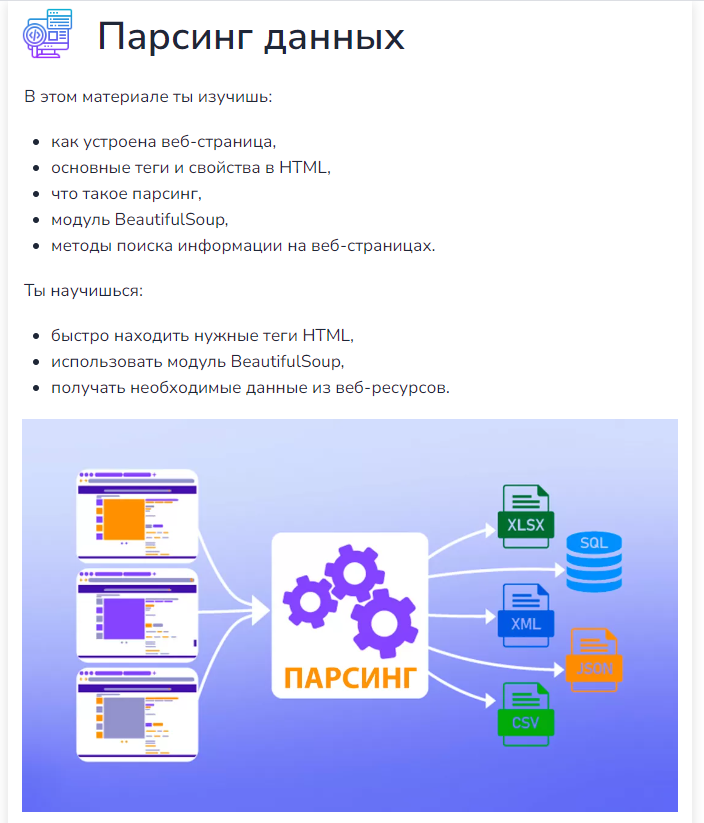 Парсинг данных
В этом материале ты изучишь:
как устроена веб-страница,
основные теги и свойства в HTML,
что такое парсинг,
модуль BeautifulSoup,
методы поиска информации на веб-страницах.
Ты научишься:
быстро находить нужные теги HTML,
использовать модуль BeautifulSoup,
получать необходимые данные из веб-ресурсов.
XLSX
SQL
XML
ПАРСИНГ
JSON
CSV